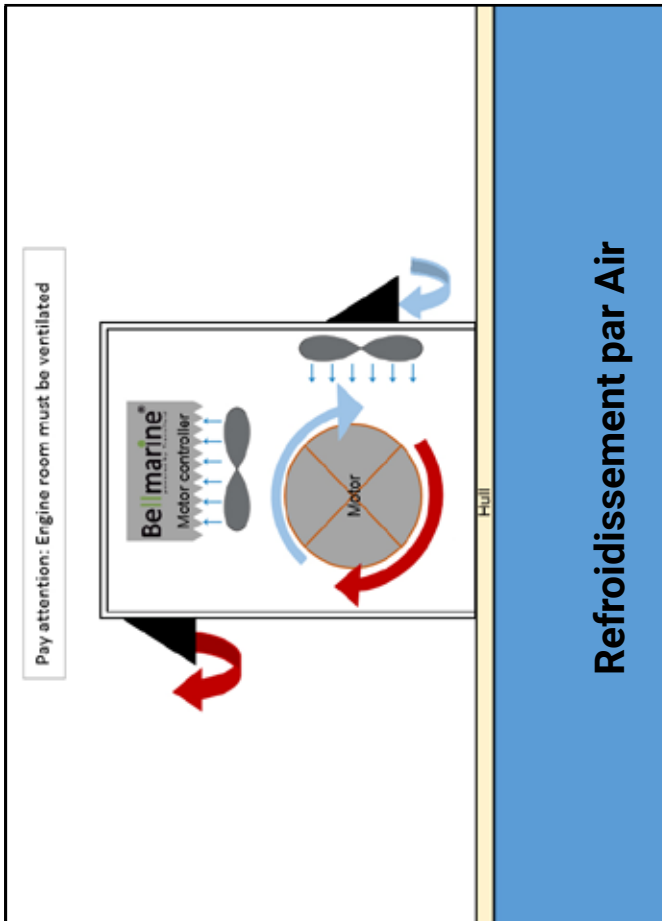 Pay attention: Engine room must be ventilated
Bellmarine®
Motor controller
Motor
Hull
Refroidissement par Air